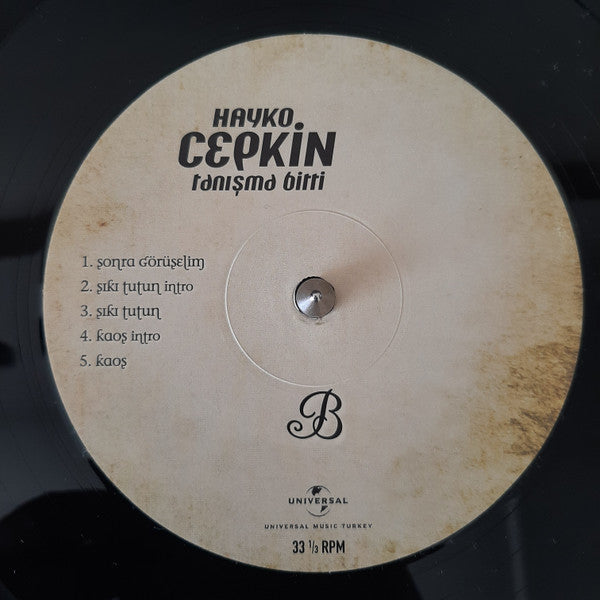 HAYKO
CEPKİN
tanışma bitti
1. sonra görüşelim
2. sıkı tutun intro
3. sıkı tutun
4. kaos intro
5. kaos
B
UNIVERSAL
UNIVERSAL MUSIC TURKEY
33 ⅓ RPM